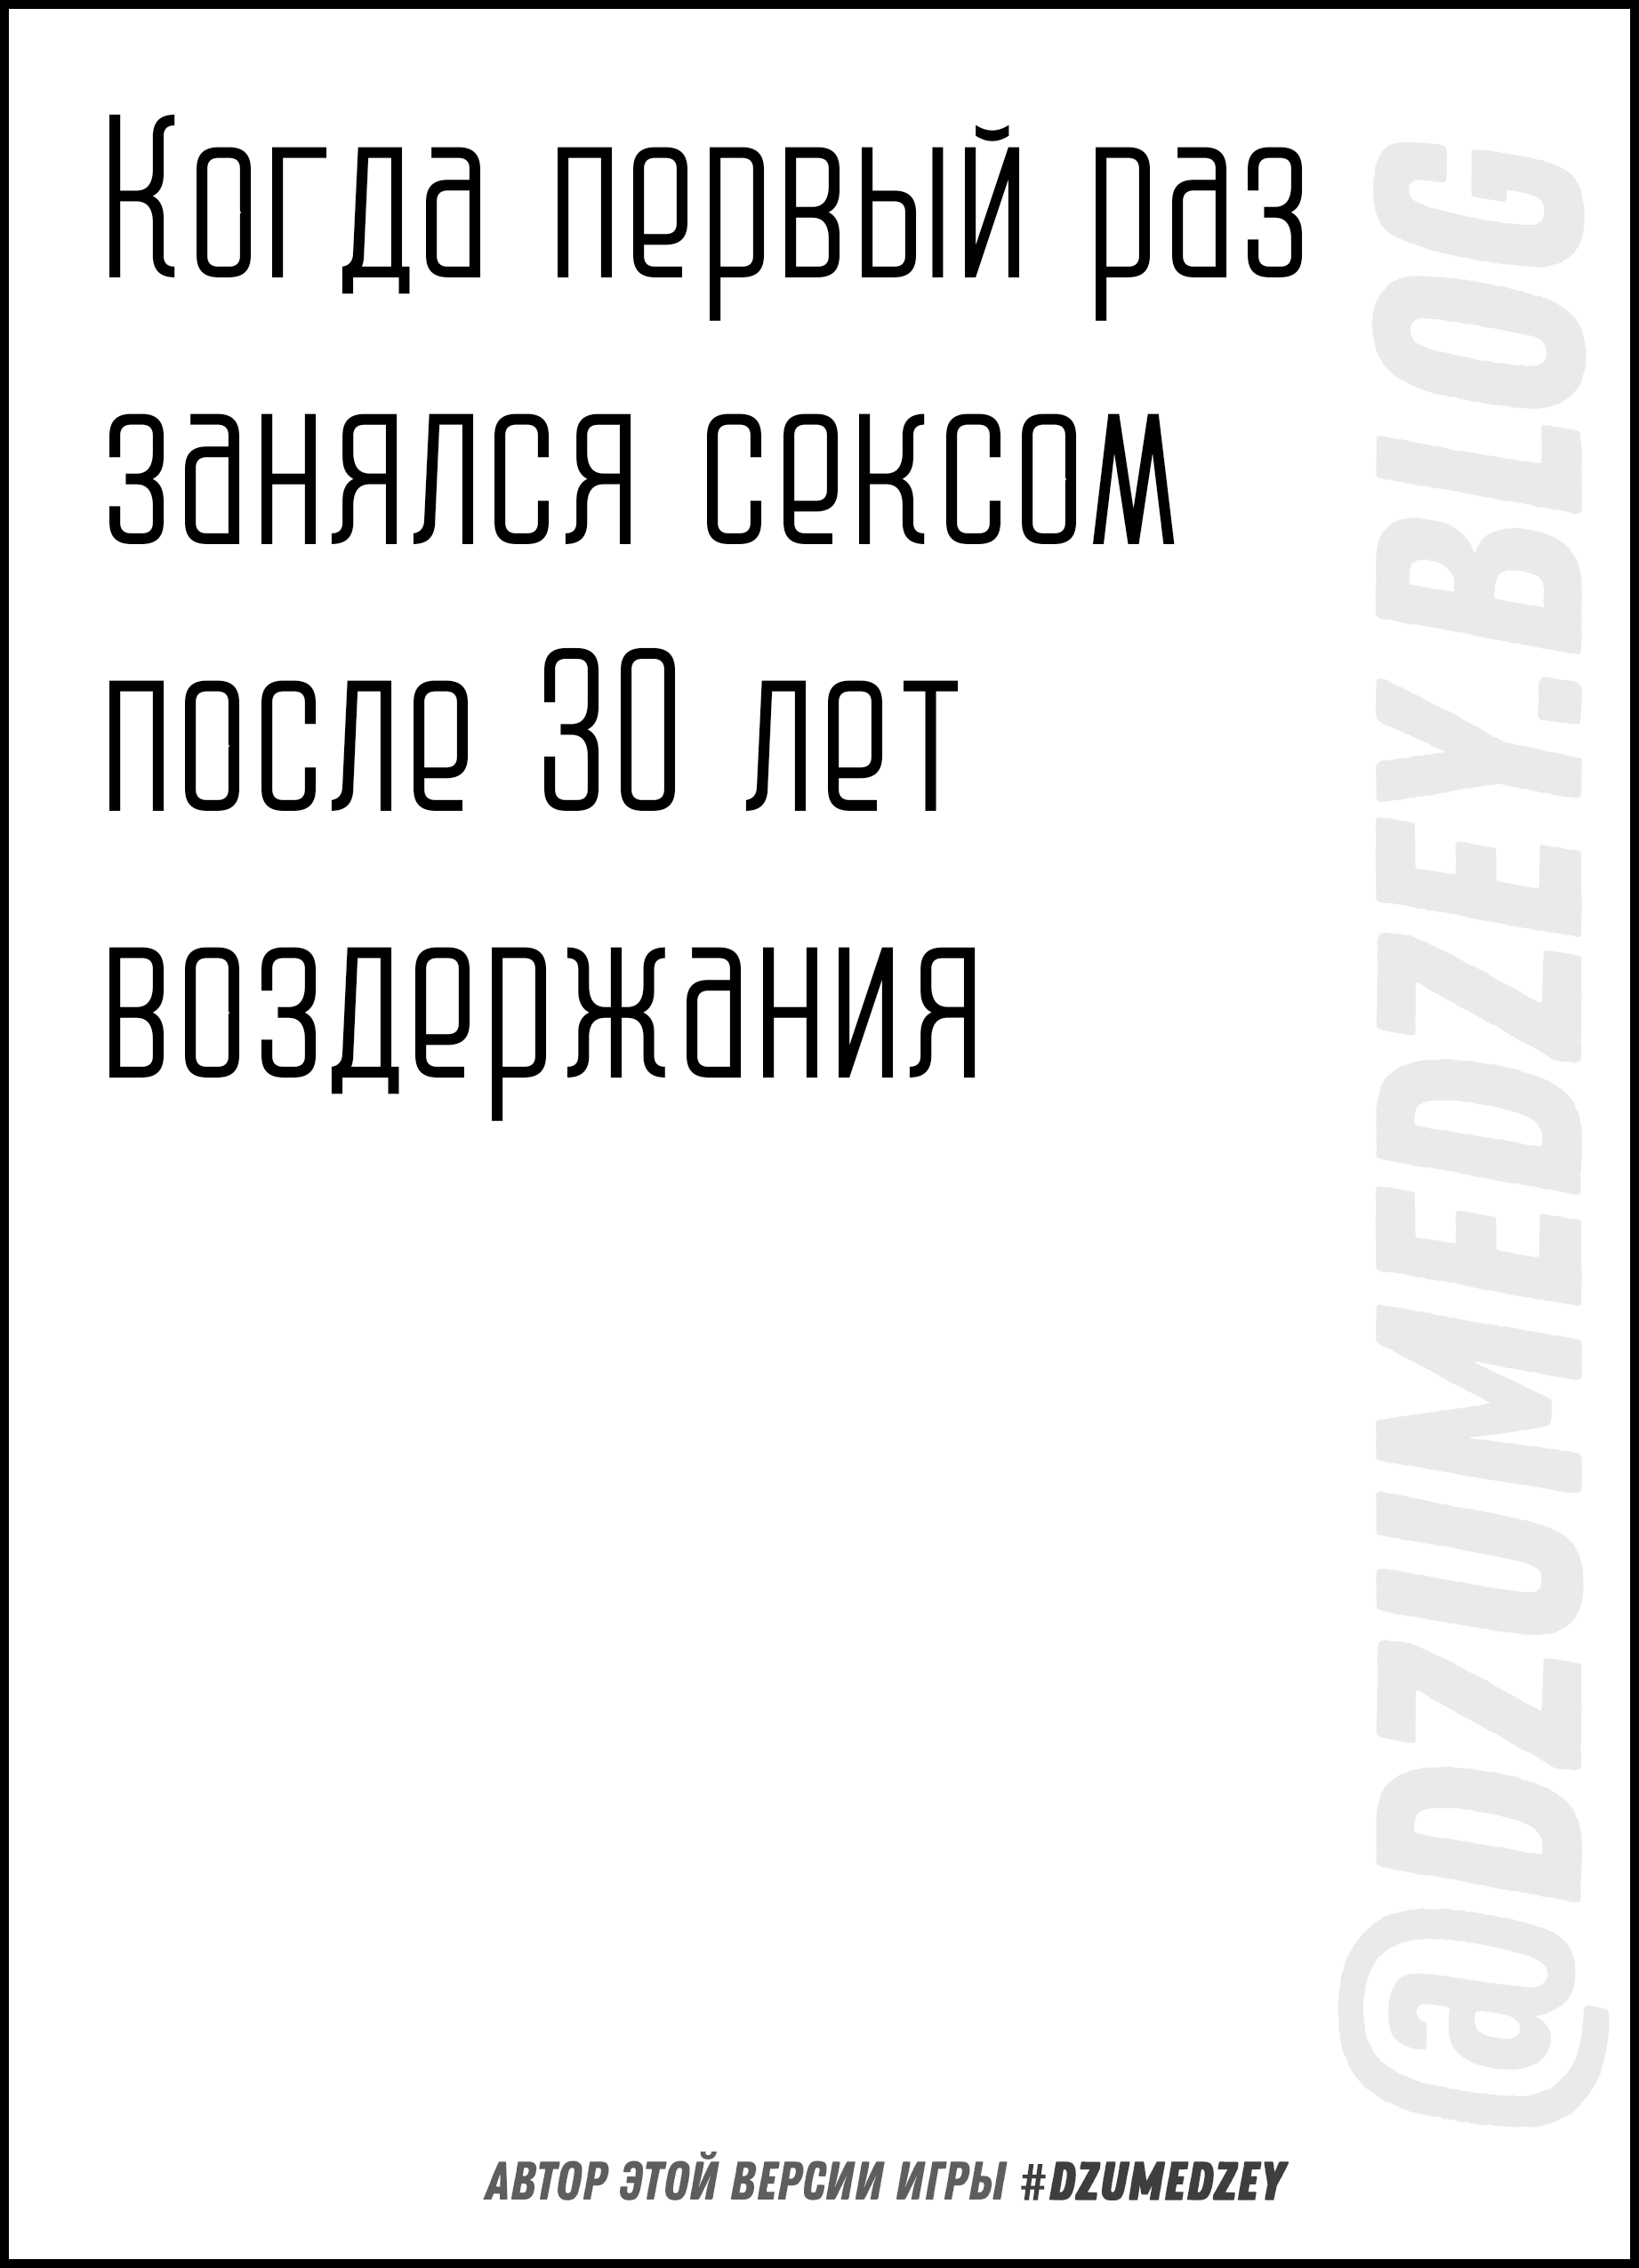 Когда первый раз
занялся сексом
после 30 лет
воздержания
@DZUMEDZEY.BLOG
АВТОР ЭТОЙ ВЕРСИИ ИГРЫ #DZUMEDZEY